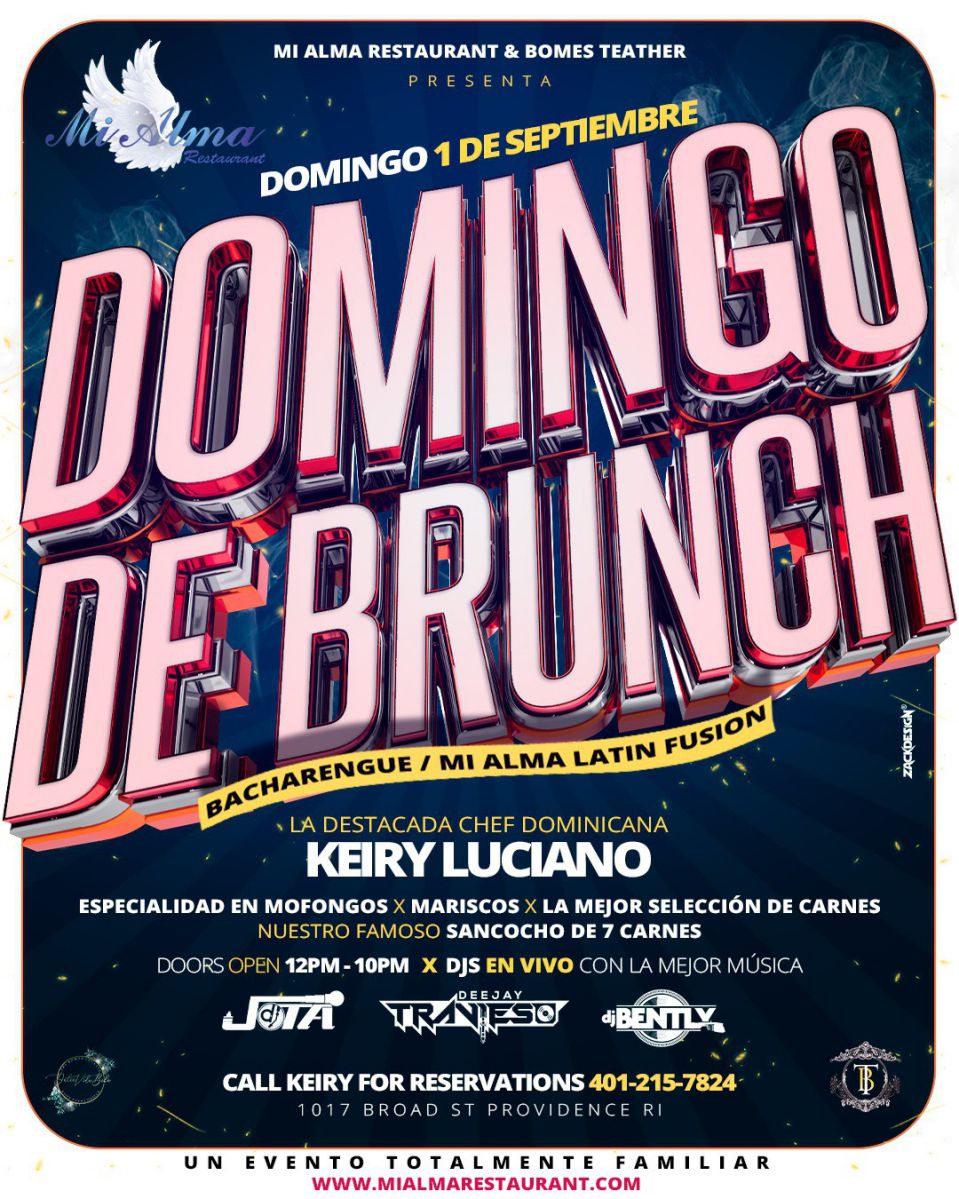 MI ALMA RESTAURANT & BOMES TEATHER
PRESENTA
Mi Alma
Restaurant
DOMINGO 1 DE SEPTIEMBRE
DOMINGO
DE BRUNCH
ZACKDESIGN®
BACHARENGUE / MI ALMA LATIN FUSION
LA DESTACADA CHEF DOMINICANA
KEIRY LUCIANO
ESPECIALIDAD EN MOFONGOS X MARISCOS X LA MEJOR SELECCIÓN DE CARNES
NUESTRO FAMOSO SANCOCHO DE 7 CARNES
DOORS OPEN 12PM - 10PM X DJS EN VIVO CON LA MEJOR MÚSICA
dj JOTA
DEEJAY
TRAVIESO
dj BENTLY
TB
CALL KEIRY FOR RESERVATIONS 401-215-7824
1017 BROAD ST PROVIDENCE RI
UN EVENTO TOTALMENTE FAMILIAR
WWW.MIALMARESTAURANT.COM